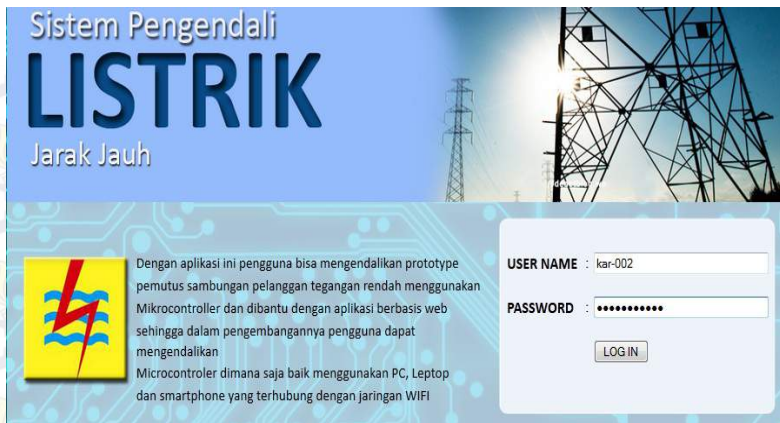 Sistem Pengendali
LISTRIK
Jarak Jauh
Dengan aplikasi ini pengguna bisa mengendalikan prototype
pemutus sambungan pelanggan tegangan rendah menggunakan
Mikrocontroller dan dibantu dengan aplikasi berbasis web
sehingga dalam pengembangannya pengguna dapat
mengendalikan
Microcontroler dimana saja baik menggunakan PC, Leptop
dan smartphone yang terhubung dengan jaringan WIFI
USER NAME : kar-002
PASSWORD : •••••••••••
LOG IN